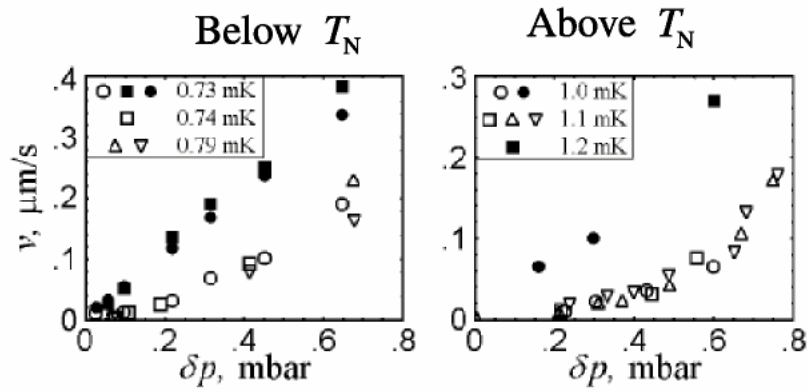 Below T_N
Above T_N
.4
.3
.2
.1
0
v, μm/s
0.73 mK
0.74 mK
0.79 mK
0 .2 .4 .6 .8
δp, mbar
.3
.2
.1
0
1.0 mK
1.1 mK
1.2 mK
0 .2 .4 .6 .8
δp, mbar